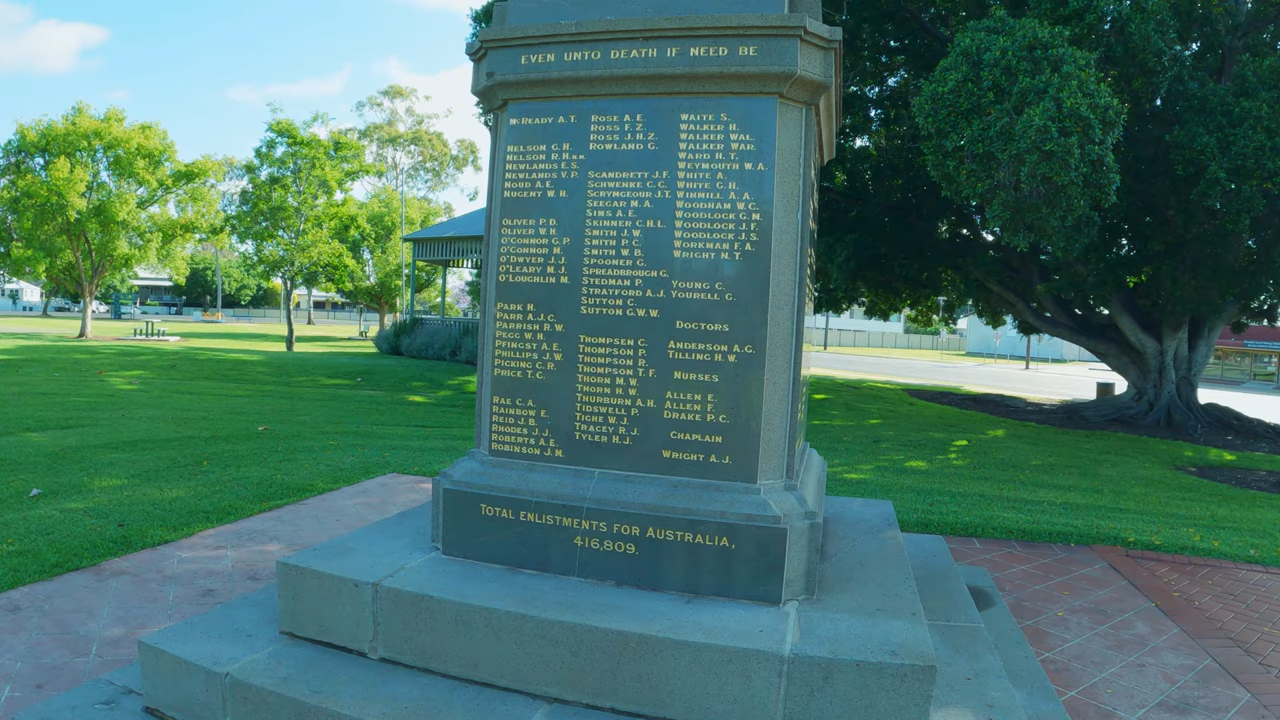 EVEN UNTO DEATH IF NEED BE
McREADY A.T.
NELSON G.H.
NELSON R.H. M.M.
NEWLANDS E.S.
NEWLANDS V.P.
NOUD A.E.
NUGENT W.H.
OLIVER P.D.
OLIVER W.H.
O'CONNOR G.P.
O'CONNOR M.
O'DWYER J.J.
O'LEARY M.J.
O'LOUGHLIN M.
PARK H.
PARR A.J.C.
PARRISH R.W.
PEGG W.H.
PFINGST A.E.
PHILLIPS J.W.
PICKING C.R.
PRICE T.C.
RAE C.A.
RAINBOW E.
REID J.B.
RHODES J.J.
ROBERTS A.E.
ROBINSON J.M.
ROSE A.E.
ROSS F.Z.
ROSS J.H.Z.
ROWLAND G.
SCANDRETT J.F.
SCHWENKE C.C.
SCRYNGEOUR J.T.
SEEGAR M.A.
SIMS A.E.
SKINNER C.H.L.
SMITH J.W.
SMITH P.C.
SMITH W.B.
SPOONER G.
SPREADBROUGH G.
STEDMAN P.
STRATFORD A.J.
SUTTON C.
SUTTON G.W.W.
THOMPSEN C.
THOMPSON P.
THOMPSON R.
THOMPSON T.F.
THORN M.W.
THORN H.W.
THURBURN A.H.
TIDSWELL P.
TIGHE W.J.
TRACEY R.J.
TYLER H.J.
WAITE S.
WALKER H.
WALKER WAL.
WALKER WAR.
WARD H.T.
WEYMOUTH W.A.
WHITE A.
WHITE G.H.
WINMILL A.A.
WOODHAM W.G.
WOODLOCK G.M.
WOODLOCK J.F.
WOODLOCK J.S.
WORKMAN F.A.
WRIGHT N.T.
YOUNG C.
YOURELL G.
DOCTORS
ANDERSON A.G.
TILLING H.W.
NURSES
ALLEN E.
ALLEN F.
DRAKE P.C.
CHAPLAIN
WRIGHT A.J.
TOTAL ENLISTMENTS FOR AUSTRALIA,
416,809.